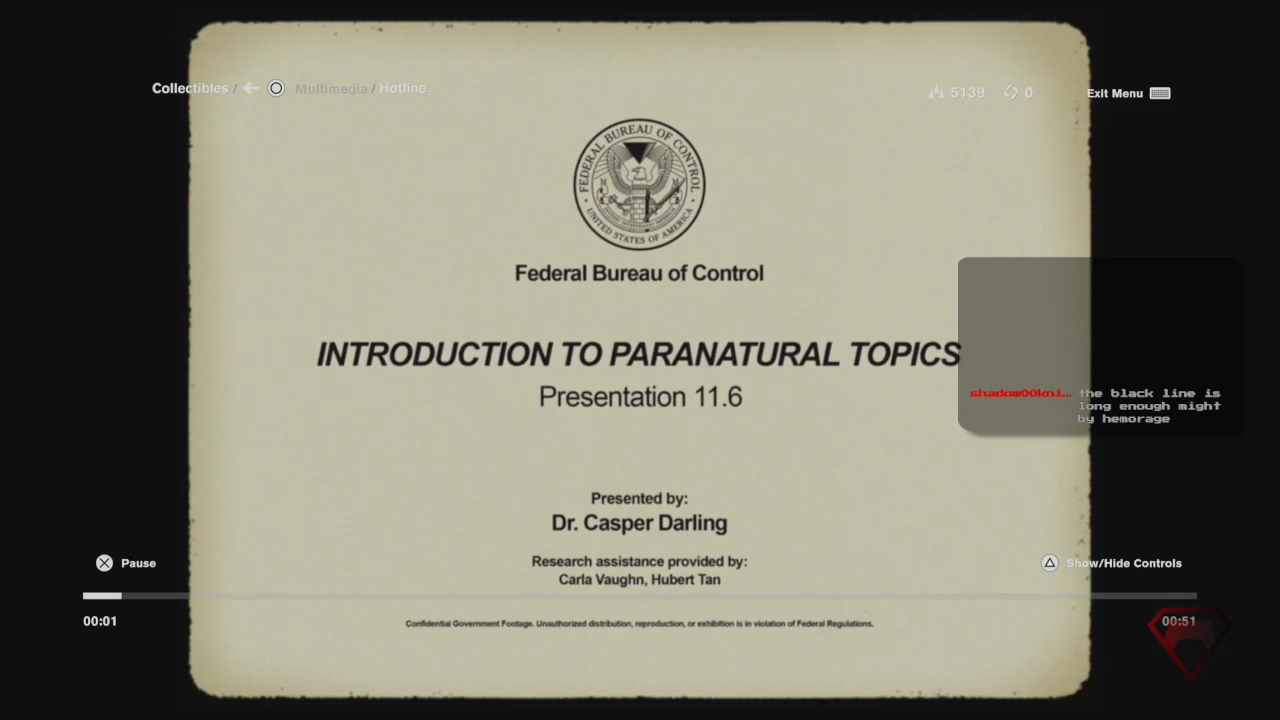 Collectibles / Multimedia / Hotline
5139 0
Exit Menu
FEDERAL BUREAU OF CONTROL
UNITED STATES OF AMERICA
Federal Bureau of Control
INTRODUCTION TO PARANATURAL TOPICS
Presentation 11.6
shadow00kni… the black line is
long enough might
by hemorage
Presented by:
Dr. Casper Darling
Research assistance provided by:
Carla Vaughn, Hubert Tan
Pause
Show/Hide Controls
00:01
00:51
Confidential Government Footage. Unauthorized distribution, reproduction, or exhibition is in violation of Federal Regulations.